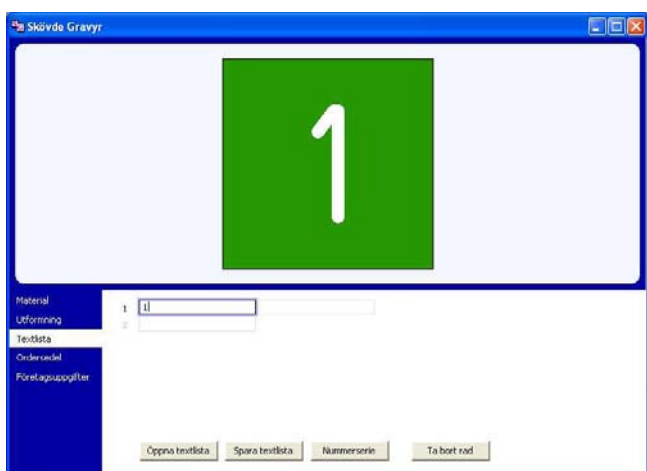 Skövde Gravyr
1
Material
Utformning
Textlista
Ordersedel
Företagsuppgifter
1 1
2
Öppna textlista Spara textlista Nummerserie Ta bort rad